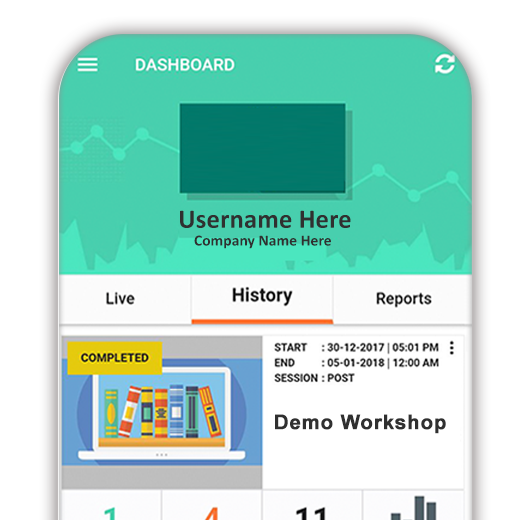 DASHBOARD
Username Here
Company Name Here
Live
History
Reports
COMPLETED
START : 30-12-2017 | 05:01 PM
END : 05-01-2018 | 12:00 AM
SESSION : POST
Demo Workshop
1
4
11